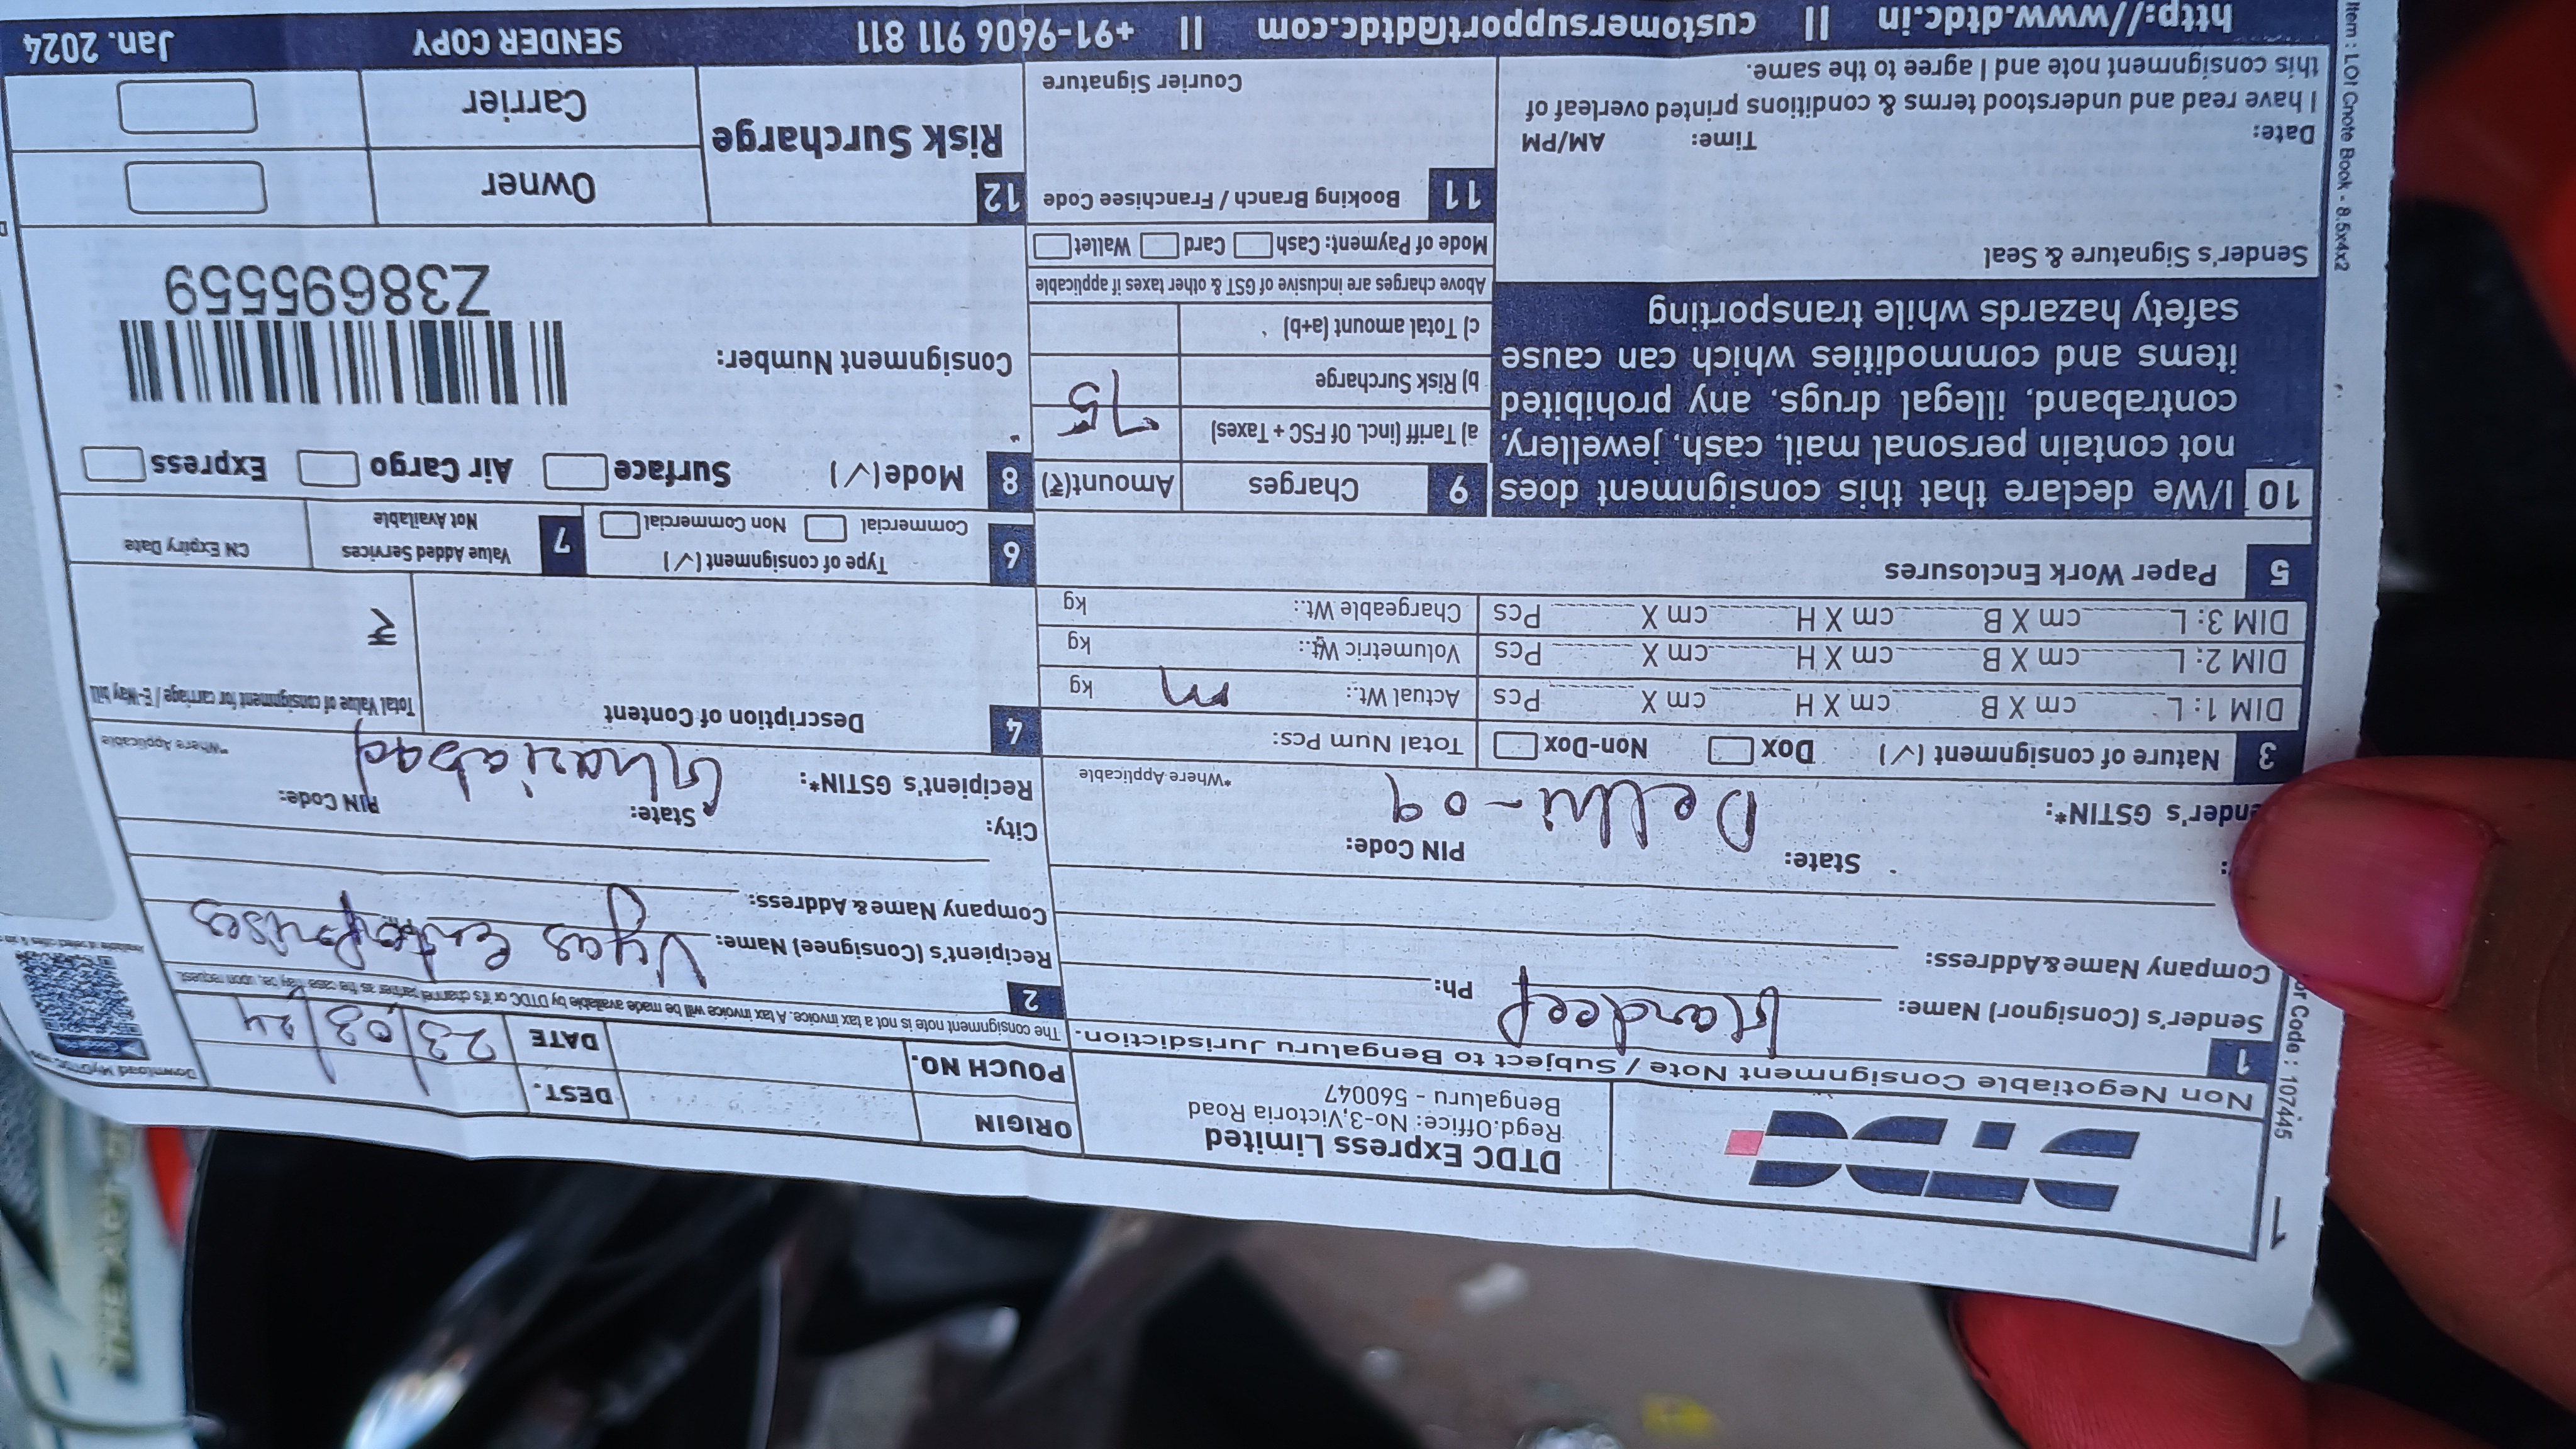 1
DTDC
DTDC Express Limited
Regd.Office: No-3,Victoria Road
Bengaluru - 560047
ORIGIN
DEST.
POUCH NO.
DATE 23/03/24
Non Negotiable Consignment Note / Subject to Bengaluru Jurisdiction.
The consignment note is not a tax invoice. A tax invoice will be made available by DTDC or it's channel partner as the case may be, upon request.
1
Sender's (Consignor) Name: Mandeep Ph:
Company Name&Address:
State: PIN Code:
Delhi-09
ender's GSTIN*:
*Where Applicable
2
Recipient's (Consignee) Name: Vyas Enterprises
Company Name & Address:
City: State: PIN Code:
Ghaziabad
Recipient's GSTIN*:
*Where Applicable
3 Nature of consignment (✓) Dox Non-Dox Total Num Pcs:
DIM 1: L cm X B cm X H cm X Pcs Actual Wt.: m kg
DIM 2: L cm X B cm X H cm X Pcs Volumetric Wt.: kg
DIM 3: L cm X B cm X H cm X Pcs Chargeable Wt.: kg
4 Description of Content
Total Value of consignment for carriage / E-Way bill
₹
5 Paper Work Enclosures
6 Type of consignment (✓)
Commercial Non Commercial
7 Value Added Services
Not Available
CN Expiry Date
8 Mode(✓) Surface Air Cargo Express
Consignment Number:
Z38695559
9 Charges Amount(₹)
a) Tariff (incl. Of FSC + Taxes) 75
b) Risk Surcharge
c) Total amount (a+b)
Above charges are inclusive of GST & other taxes if applicable
Mode of Payment: Cash Card Wallet
10 I/We declare that this consignment does
not contain personal mail, cash, jewellery,
contraband, illegal drugs, any prohibited
items and commodities which can cause
safety hazards while transporting
Sender's Signature & Seal
Date: Time: AM/PM
I have read and understood terms & conditions printed overleaf of
this consignment note and I agree to the same.
11 Booking Branch / Franchisee Code
Courier Signature
12 Risk Surcharge
Owner
Carrier
http://www.dtdc.in || customersupport@dtdc.com || +91-9606 911 811 SENDER COPY Jan. 2024
Item : LOI Cnote Book - 8.5x4x2
or Code : 107445